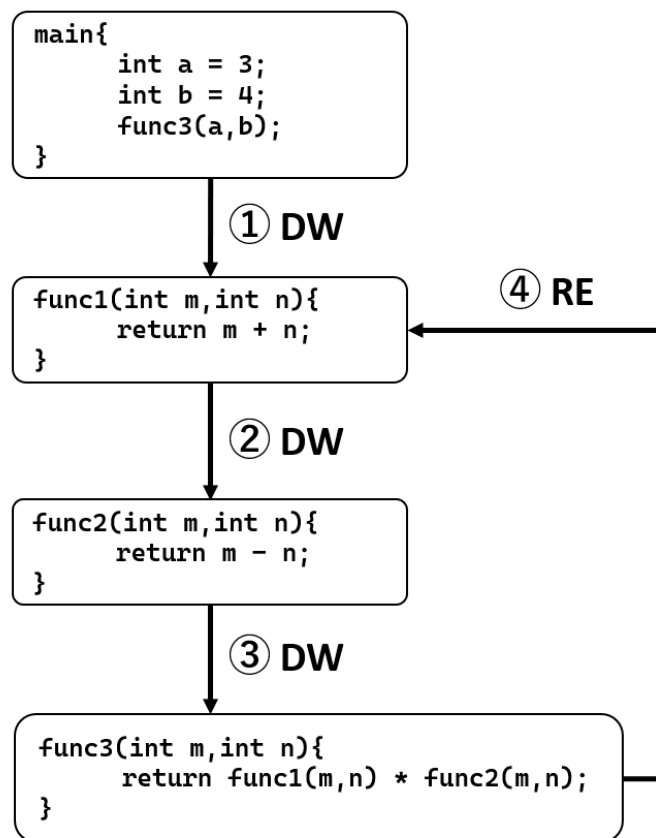 main{
int a = 3;
int b = 4;
func3(a,b);
}
① DW
func1(int m,int n){
return m + n;
}
④ RE
② DW
func2(int m,int n){
return m − n;
}
③ DW
func3(int m,int n){
return func1(m,n) * func2(m,n);
}